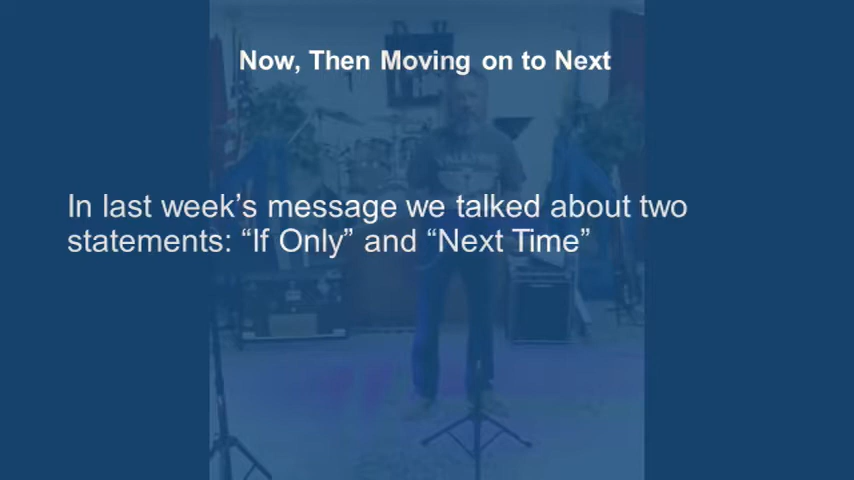 Now, Then Moving on to Next
In last week’s message we talked about two
statements: “If Only” and “Next Time”